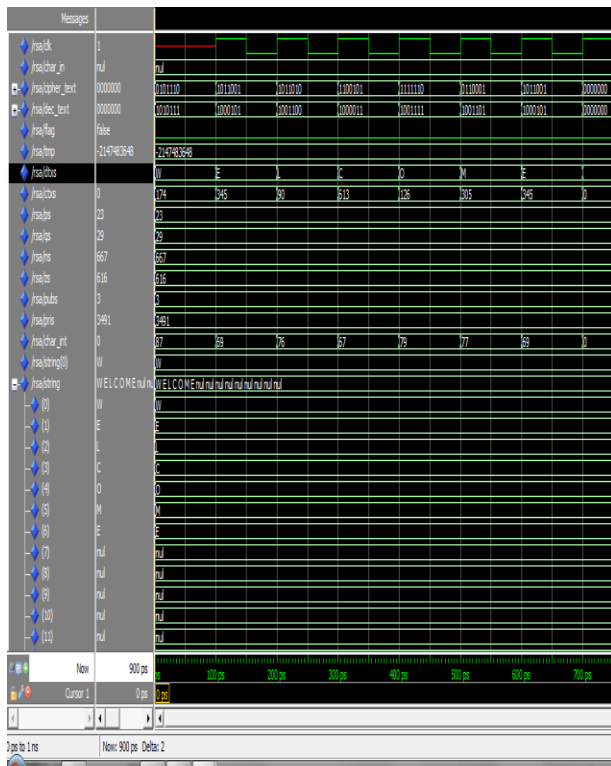 Messages
/rsa/clk 1
/rsa/char_in nul nul
/rsa/cipher_text 0000000 0101110 1011001 1011010 1100101 1111110 0110001 1011001 0000000
/rsa/dec_text 0000000 1010111 1000101 1001100 1000011 1001111 1001101 1000101 0000000
/rsa/flag false
/rsa/tmp -2147483648 -2147483648
/rsa/dtxs W E L C O M E
/rsa/ctxs 0 174 345 90 613 126 305 345 0
/rsa/ps 23 23
/rsa/qs 29 29
/rsa/ns 667 667
/rsa/zs 616 616
/rsa/pubs 3 3
/rsa/pris 3491 3491
/rsa/char_int 0 87 69 76 67 79 77 69 0
/rsa/string(0) W W
/rsa/string W E L C O M E nul nu W E L C O M E nul nul nul nul nul nul nul nul nul
(0) W W
(1) E E
(2) L L
(3) C C
(4) O O
(5) M M
(6) E E
(7) nul nul
(8) nul nul
(9) nul nul
(10) nul nul
(11) nul nul
Now 900 ps ps 100 ps 200 ps 300 ps 400 ps 500 ps 600 ps 700 ps
Cursor 1 0 ps 0 ps
ps to 1 ns Now: 900 ps Delta: 2